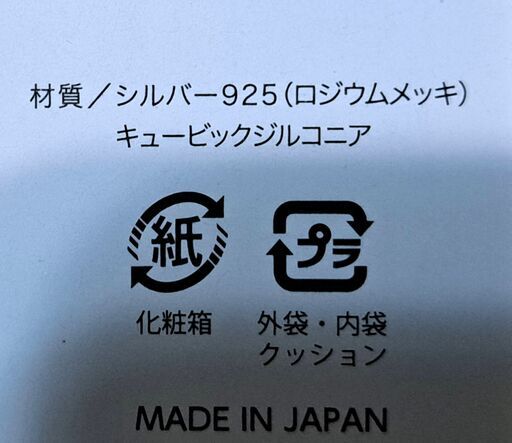 材質/シルバー925(ロジウムメッキ)
キュービックジルコニア
紙 プラ
化粧箱 外袋・内袋
クッション
MADE IN JAPAN